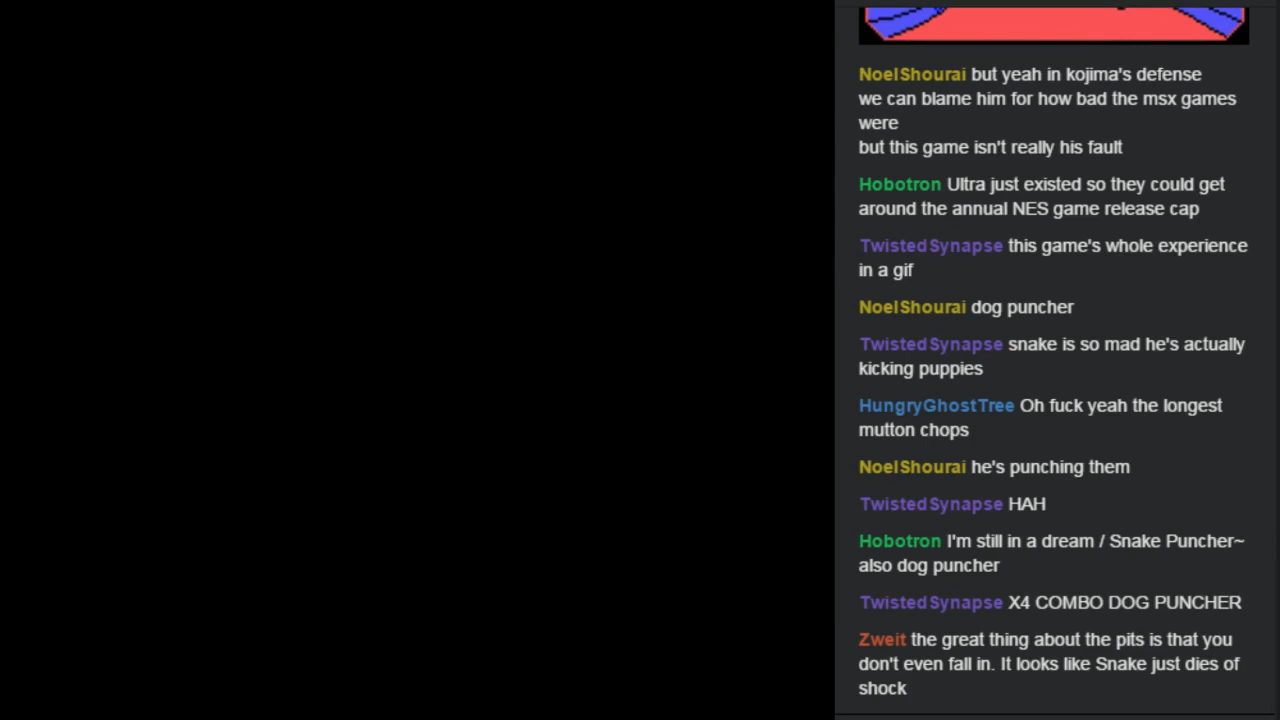 NoelShourai but yeah in kojima's defense
we can blame him for how bad the msx games
were
but this game isn't really his fault
Hobotron Ultra just existed so they could get
around the annual NES game release cap
TwistedSynapse this game's whole experience
in a gif
NoelShourai dog puncher
TwistedSynapse snake is so mad he's actually
kicking puppies
HungryGhostTree Oh fuck yeah the longest
mutton chops
NoelShourai he's punching them
TwistedSynapse HAH
Hobotron I'm still in a dream / Snake Puncher~
also dog puncher
TwistedSynapse X4 COMBO DOG PUNCHER
Zweit the great thing about the pits is that you
don't even fall in. It looks like Snake just dies of
shock